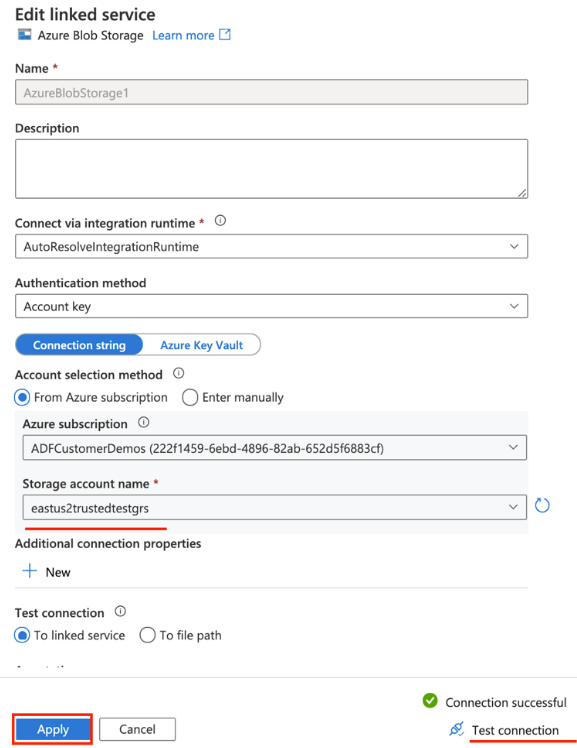 Edit linked service
Azure Blob Storage Learn more
Name *
AzureBlobStorage1
Description
Connect via integration runtime *
AutoResolveIntegrationRuntime
Authentication method
Account key
Connection string Azure Key Vault
Account selection method
From Azure subscription Enter manually
Azure subscription
ADFCustomerDemos (222f1459-6ebd-4896-82ab-652d5f6883cf)
Storage account name *
eastus2trustedtestgrs
Additional connection properties
New
Test connection
To linked service To file path
Connection successful
Apply Cancel Test connection